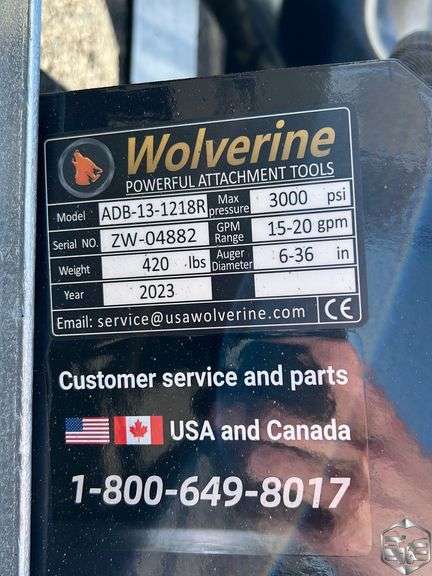 Wolverine
POWERFUL ATTACHMENT TOOLS
Model ADB-13-1218R Max pressure 3000 psi
Serial NO. ZW-04882 GPM Range 15-20 gpm
Weight 420 lbs Auger Diameter 6-36 in
Year 2023
Email: service@usawolverine.com CE
Customer service and parts
USA and Canada
1-800-649-8017